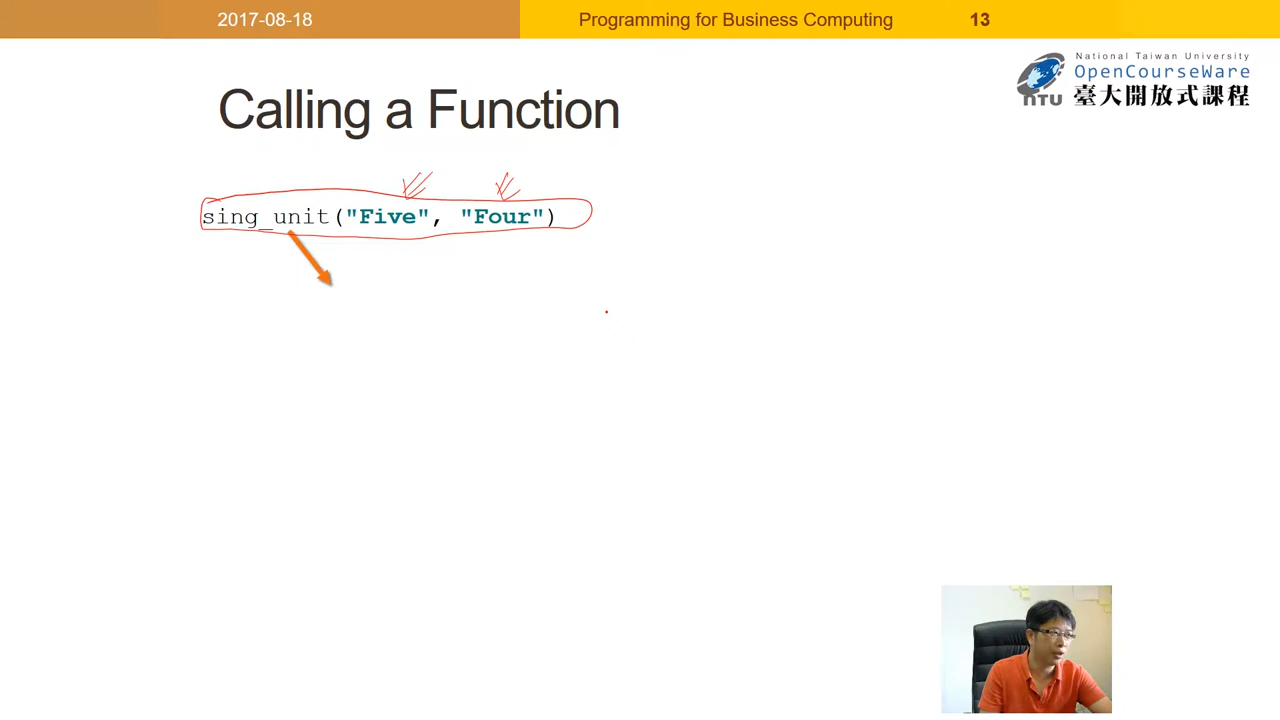 2017-08-18
Programming for Business Computing
13
National Taiwan University
OpenCourseWare
NTU
臺大開放式課程
Calling a Function
sing_unit("Five", "Four")